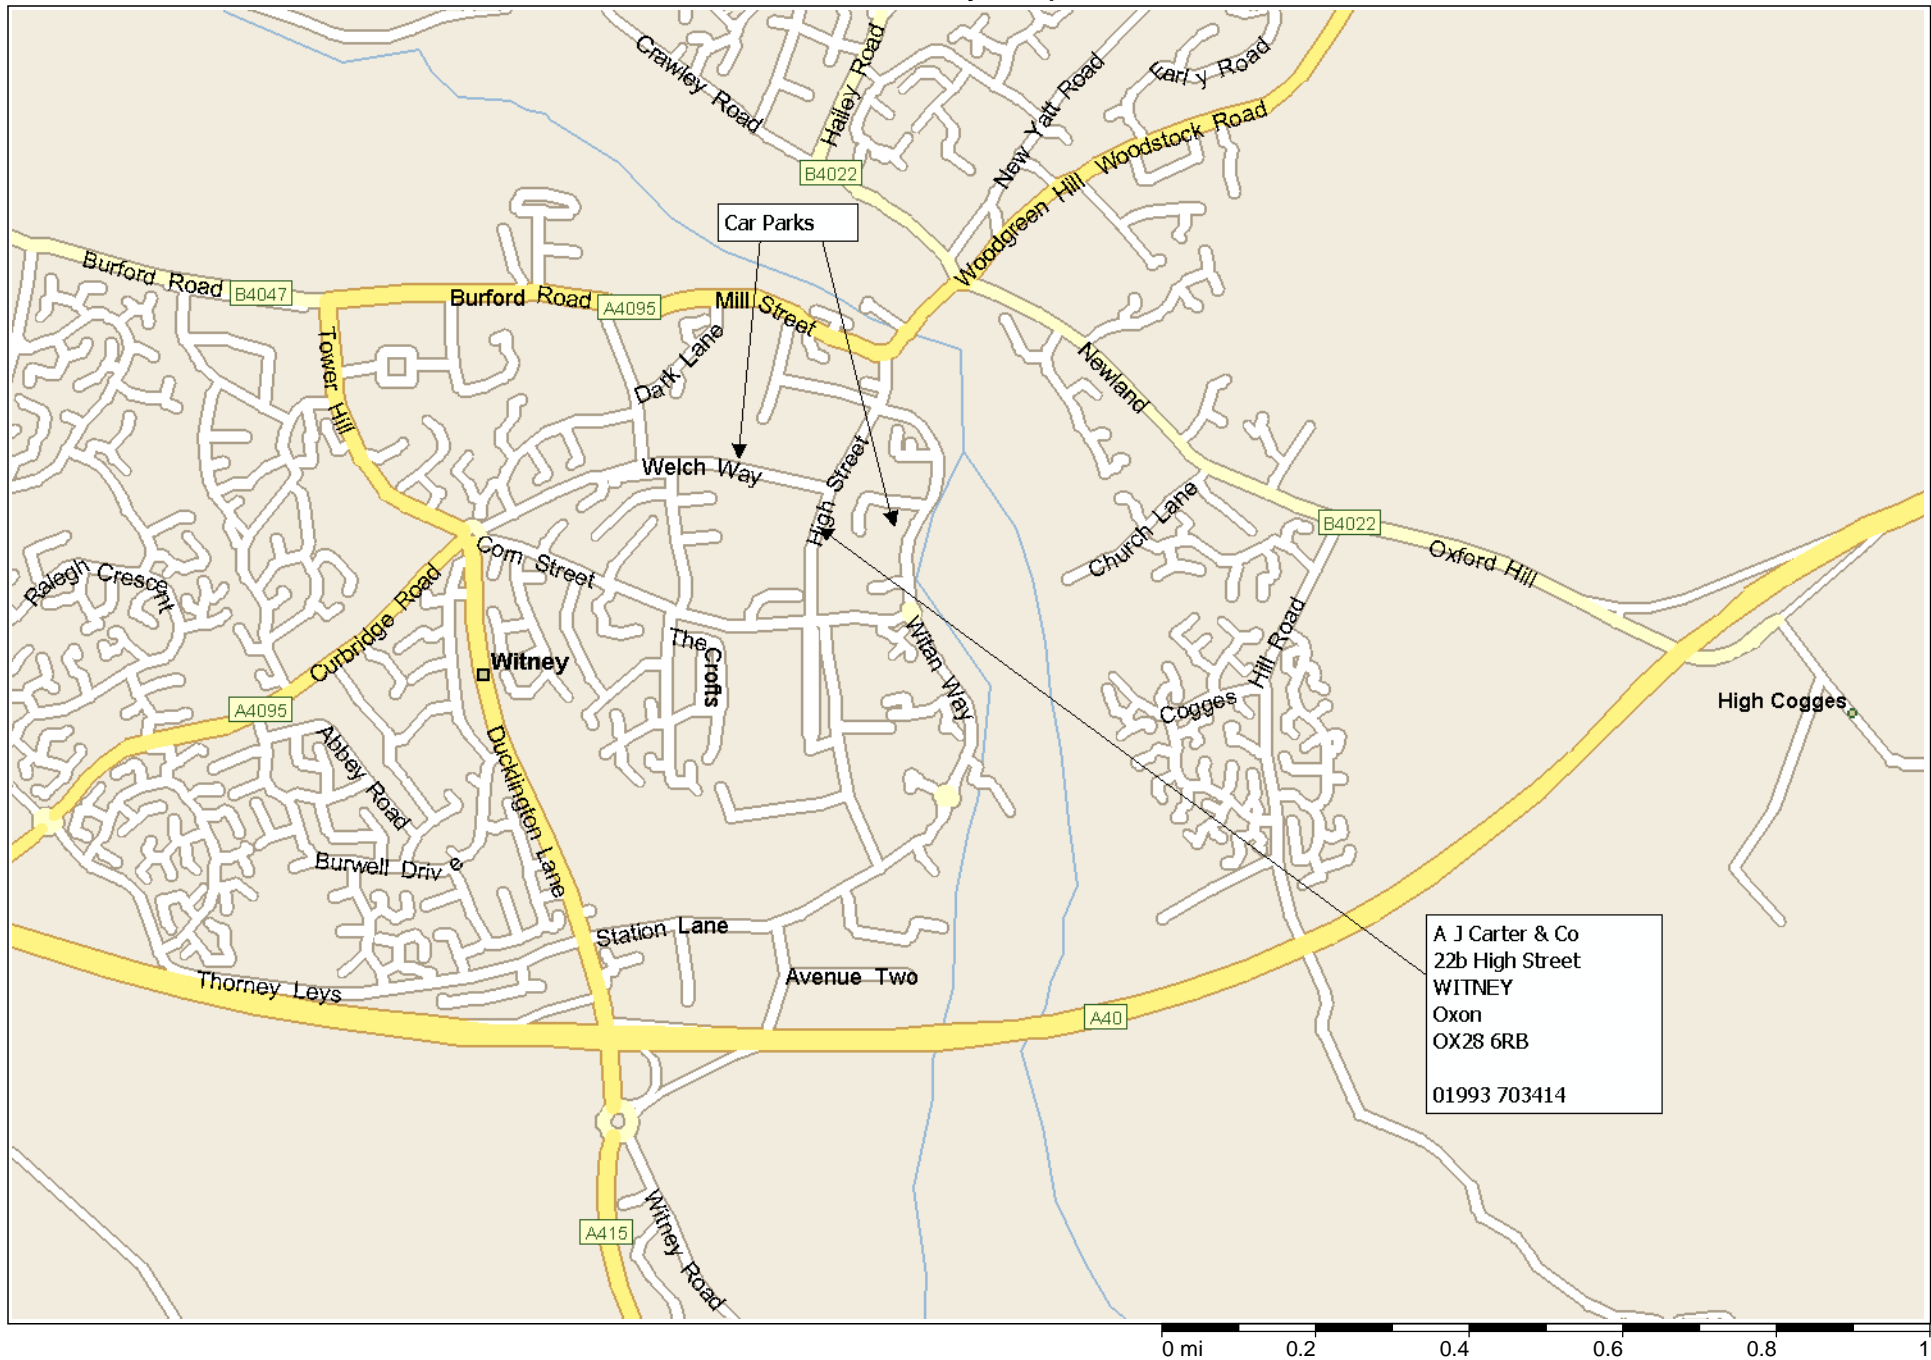 Crawley Road
Hailey Road
New Yatt Road
Early Road
B4022
Woodgreen Hill Woodstock Road
Car Parks
Burford Road
B4047
Burford Road
A4095
Mill Street
Tower Hill
Dark Lane
Newland
Welch Way
High Street
Church Lane
B4022
Oxford Hill
Corn Street
Ralegh Crescent
Curbridge Road
Witney
The Crofts
Witan Way
Hill Road
Cogges
High Cogges
A4095
Abbey Road
Ducklington Lane
Burwell Drive
Station Lane
Avenue Two
Thorney Leys
A40
A J Carter & Co
22b High Street
WITNEY
Oxon
OX28 6RB
01993 703414
A415
Witney Road
0 mi 0.2 0.4 0.6 0.8 1